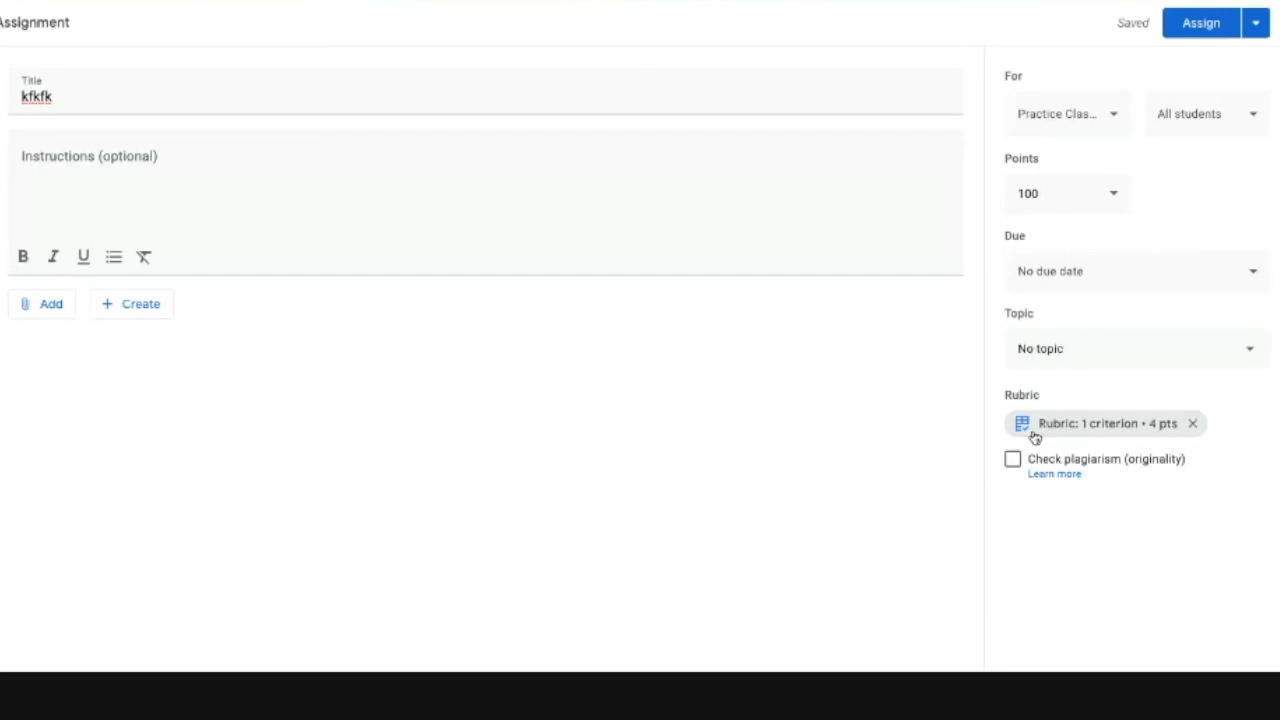 Assignment
Saved
Assign
Title
kfkfk
Instructions (optional)
B I U
Add
+ Create
For
Practice Clas...
All students
Points
100
Due
No due date
Topic
No topic
Rubric
Rubric: 1 criterion • 4 pts
Check plagiarism (originality)
Learn more